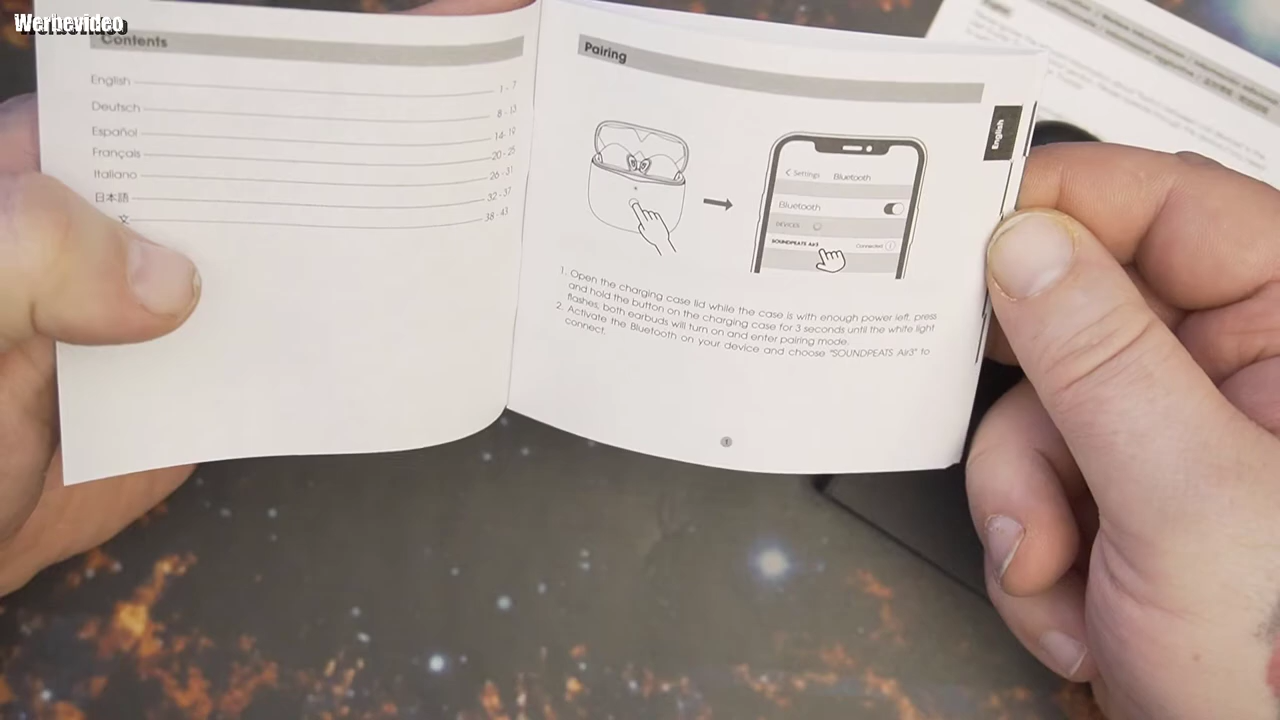 Werbevideo
Contents
English 1 - 7
Deutsch 8 - 13
Español 14 - 19
Français 20 - 25
Italiano 26 - 31
日本語 32 - 37
文 38 - 43
Pairing
English
Settings Bluetooth
Bluetooth
DEVICES
SOUNDPEATS Air3 Connected
1. Open the charging case lid while the case is with enough power left, press
and hold the button on the charging case for 3 seconds until the white light
flashes, both earbuds will turn on and enter pairing mode.
2. Activate the Bluetooth on your device and choose "SOUNDPEATS Air3" to
connect.
1